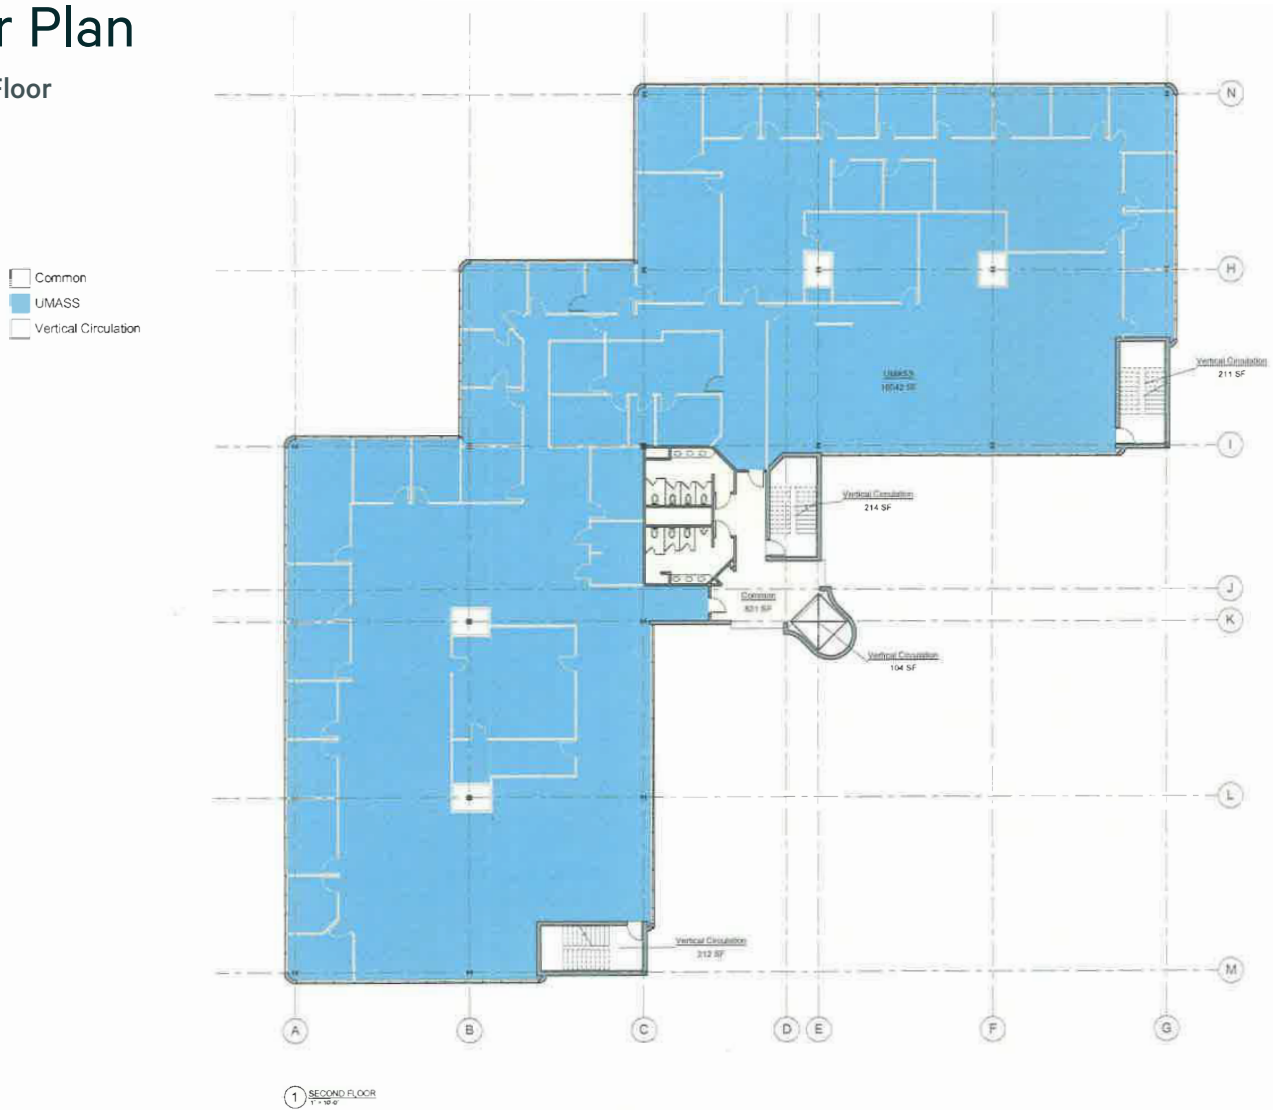 r Plan
Floor
N
Common
H
UMASS
Vertical Circulation
Vertical Circulation
211 SF
UMASS
I
Vertical Circulation
214 SF
J
Common
K
Vertical Circulation
104 SF
L
Vertical Circulation
212 SF
M
A
B
C
D
E
F
G
1
SECOND FLOOR